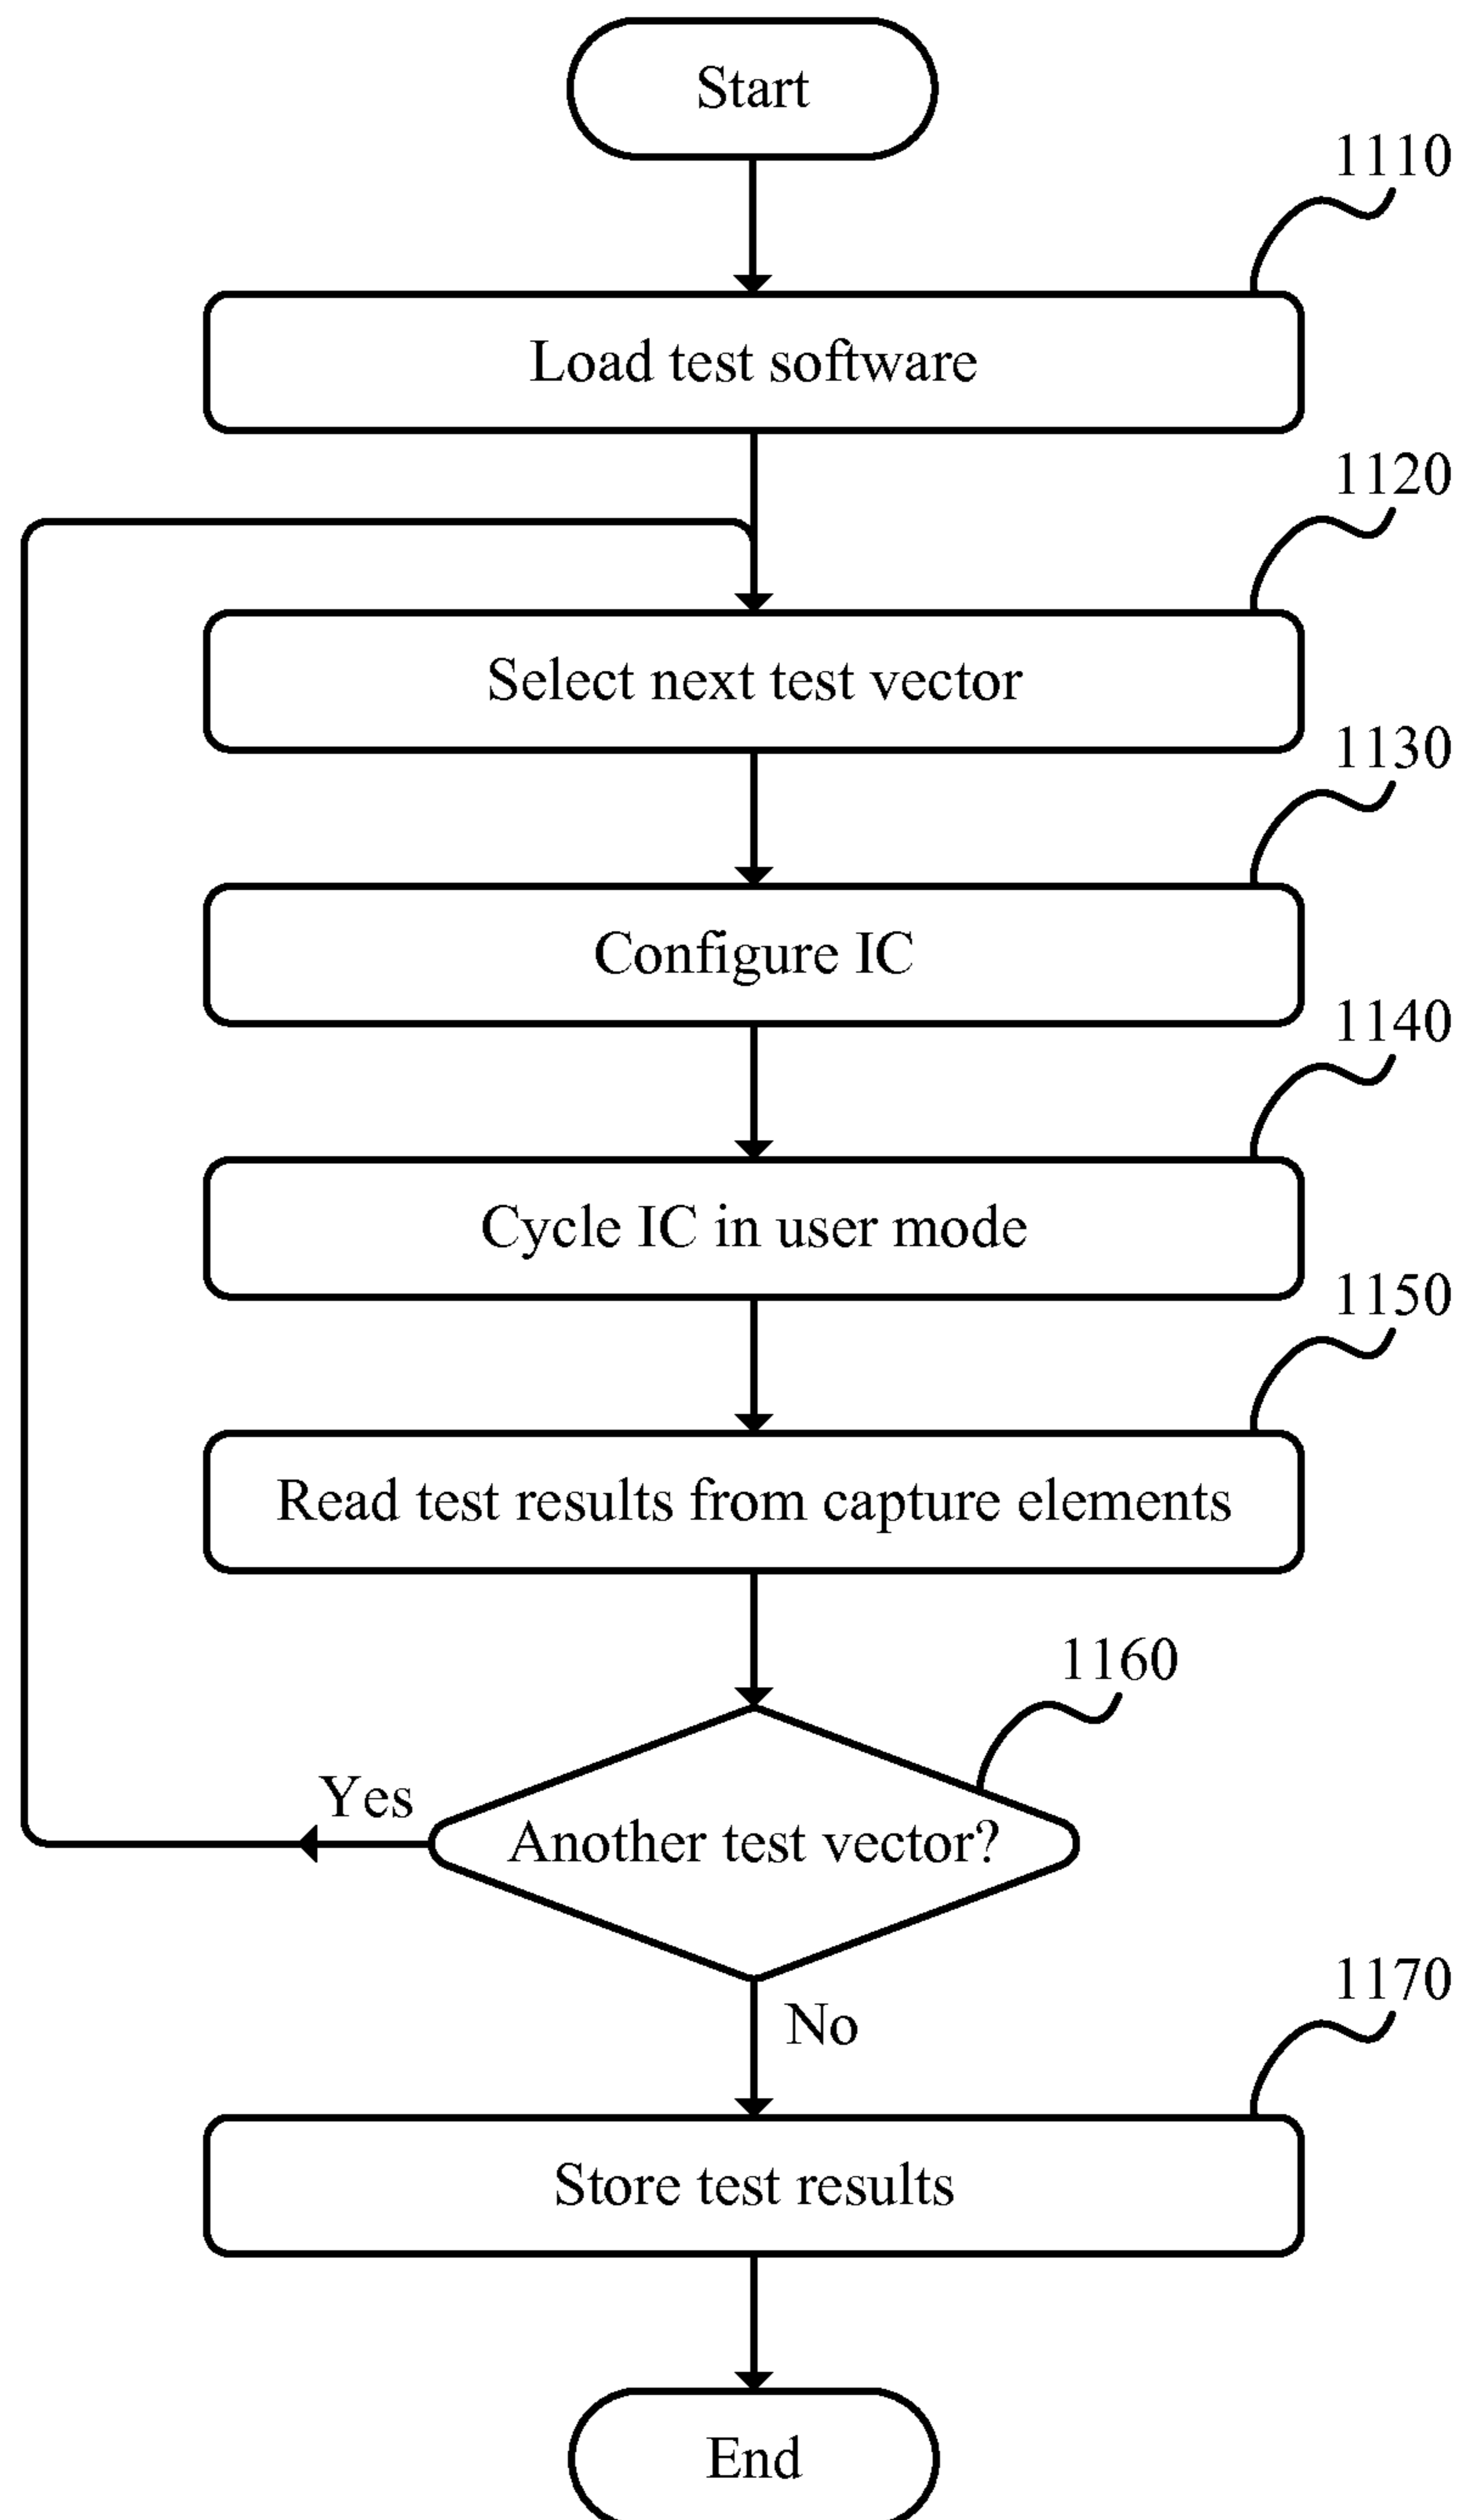 Start
1110
Load test software
1120
Select next test vector
1130
Configure IC
1140
Cycle IC in user mode
1150
Read test results from capture elements
1160
Yes
Another test vector?
No
1170
Store test results
End